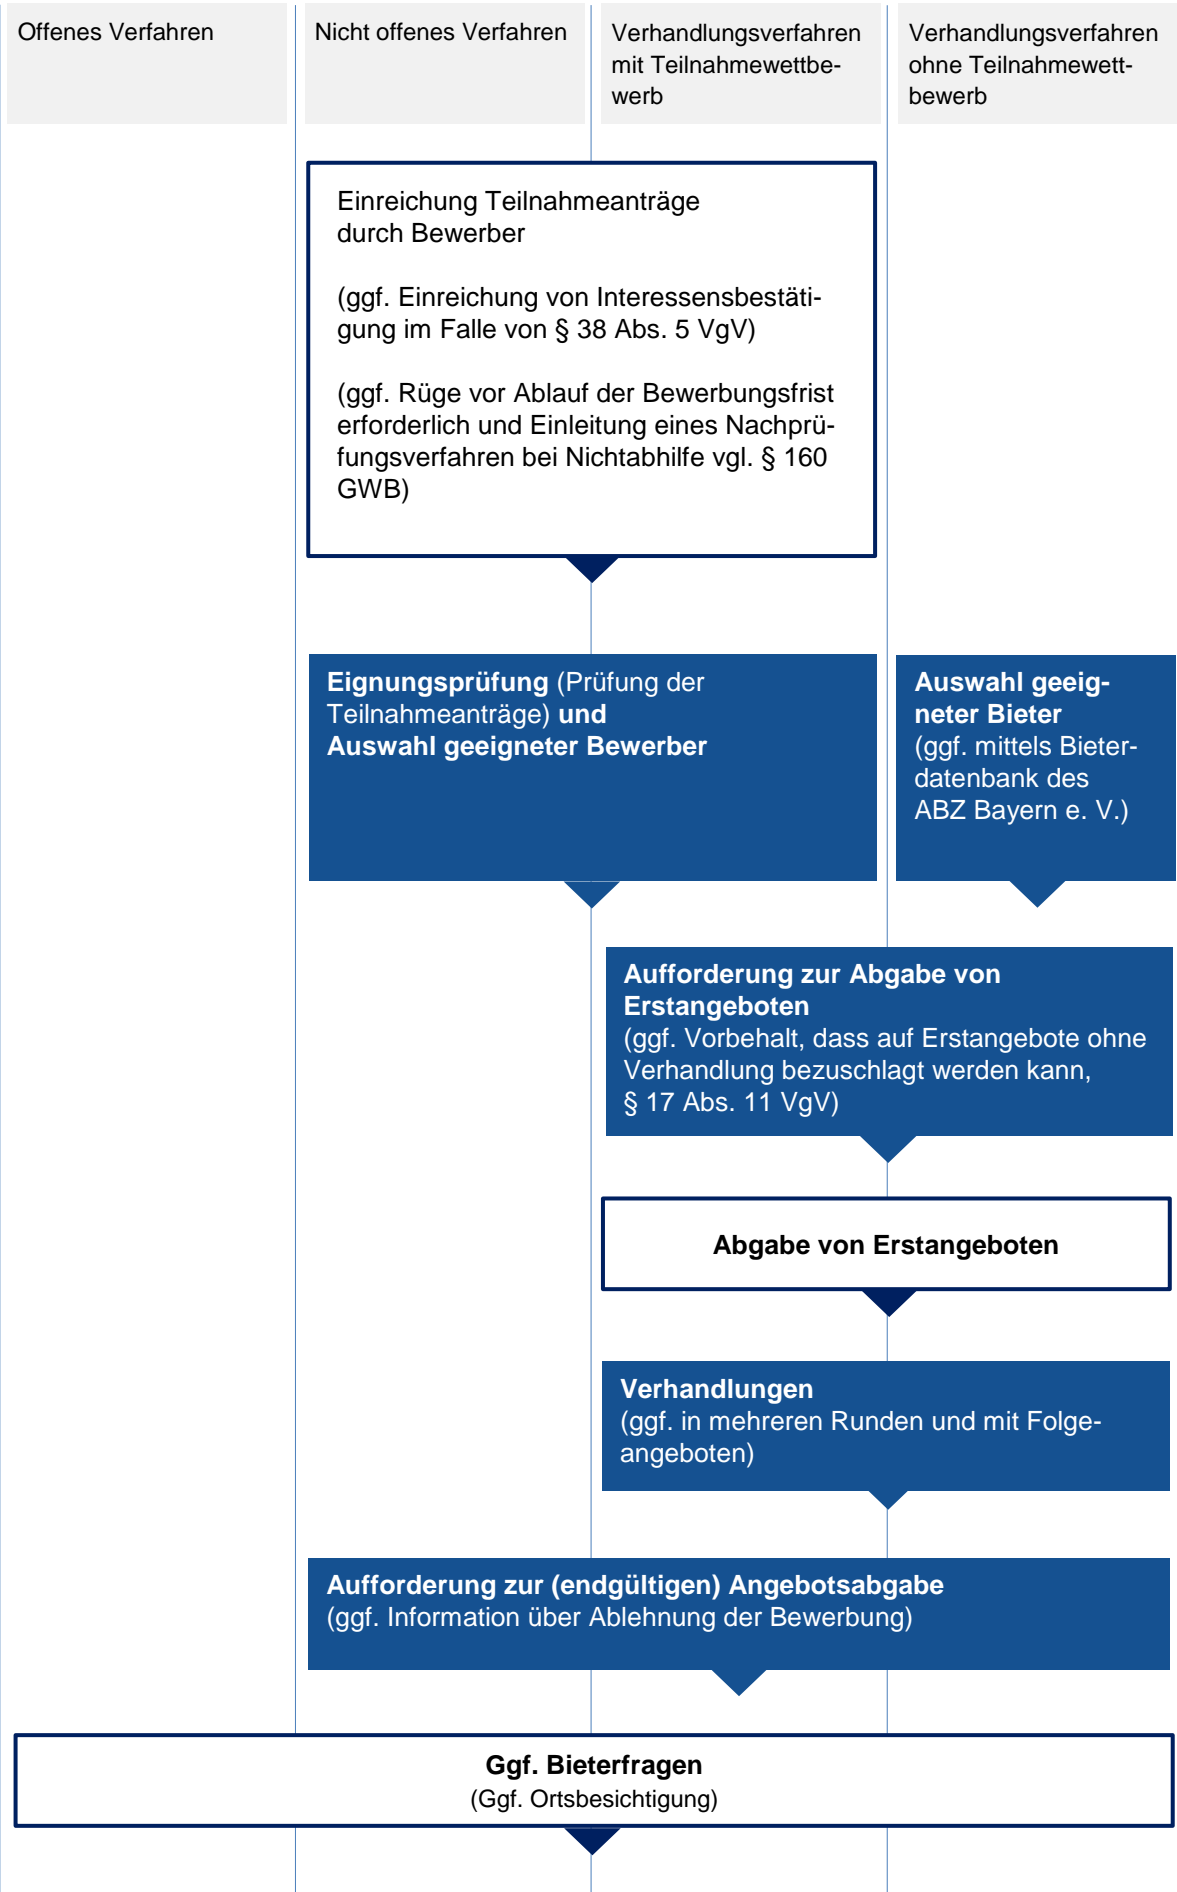 Offenes Verfahren
Nicht offenes Verfahren
Verhandlungsverfahren
mit Teilnahmewettbe-
werb
Verhandlungsverfahren
ohne Teilnahmewett-
bewerb
Einreichung Teilnahmeanträge
durch Bewerber
(ggf. Einreichung von Interessensbestäti-
gung im Falle von § 38 Abs. 5 VgV)
(ggf. Rüge vor Ablauf der Bewerbungsfrist
erforderlich und Einleitung eines Nachprü-
fungsverfahren bei Nichtabhilfe vgl. § 160
GWB)
Eignungsprüfung (Prüfung der
Teilnahmeanträge) und
Auswahl geeigneter Bewerber
Auswahl geeig-
neter Bieter
(ggf. mittels Bieter-
datenbank des
ABZ Bayern e. V.)
Aufforderung zur Abgabe von
Erstangeboten
(ggf. Vorbehalt, dass auf Erstangebote ohne
Verhandlung bezuschlagt werden kann,
§ 17 Abs. 11 VgV)
Abgabe von Erstangeboten
Verhandlungen
(ggf. in mehreren Runden und mit Folge-
angeboten)
Aufforderung zur (endgültigen) Angebotsabgabe
(ggf. Information über Ablehnung der Bewerbung)
Ggf. Bieterfragen
(Ggf. Ortsbesichtigung)